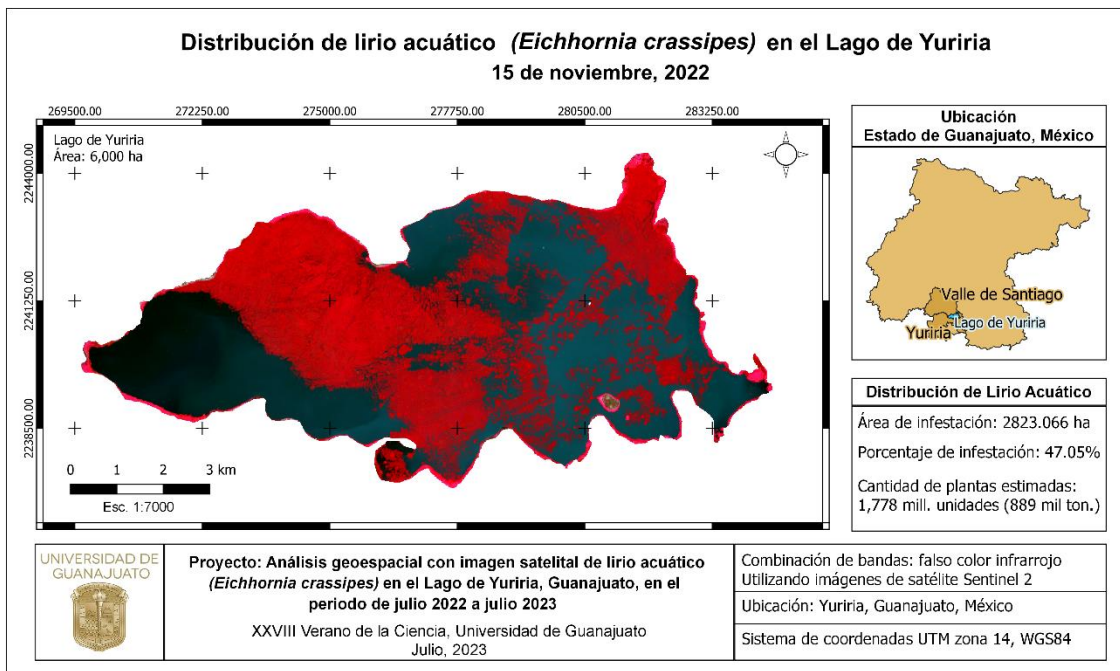 Distribución de lirio acuático (Eichhornia crassipes) en el Lago de Yuriria
15 de noviembre, 2022
269500.00 272250.00 275000.00 277750.00 280500.00 283250.00
Lago de Yuriria
Área: 6,000 ha
2244000.00
2241250.00
2238500.00
0 1 2 3 km
Esc. 1:7000
Ubicación
Estado de Guanajuato, México
Valle de Santiago
Lago de Yuriria
Yuriria
Distribución de Lirio Acuático
Área de infestación: 2823.066 ha
Porcentaje de infestación: 47.05%
Cantidad de plantas estimadas:
1,778 mill. unidades (889 mil ton.)
UNIVERSIDAD DE
GUANAJUATO
Proyecto: Análisis geoespacial con imagen satelital de lirio acuático
(Eichhornia crassipes) en el Lago de Yuriria, Guanajuato, en el
periodo de julio 2022 a julio 2023
XXVIII Verano de la Ciencia, Universidad de Guanajuato
Julio, 2023
Combinación de bandas: falso color infrarrojo
Utilizando imágenes de satélite Sentinel 2
Ubicación: Yuriria, Guanajuato, México
Sistema de coordenadas UTM zona 14, WGS84